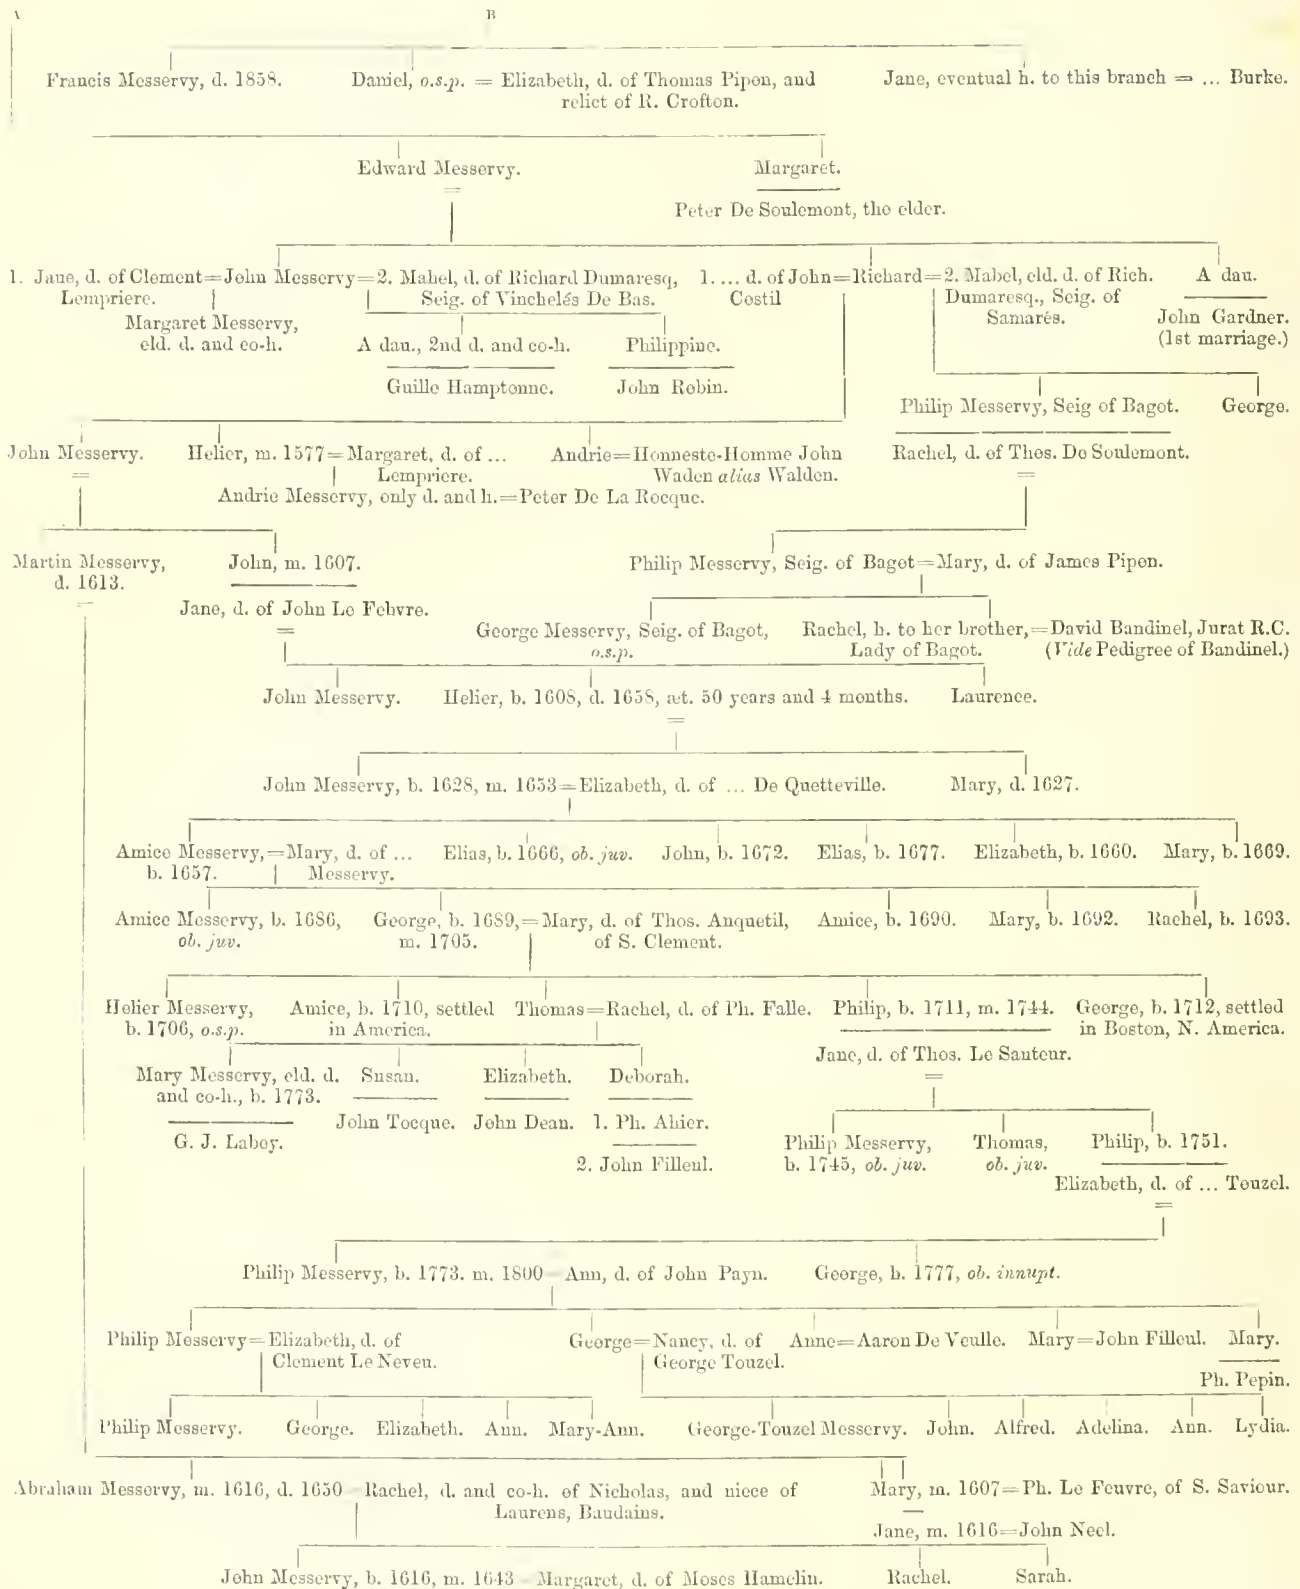 A B
Francis Messervy, d. 1858. Daniel, o.s.p. = Elizabeth, d. of Thomas Pipon, and Jane, eventual h. to this branch = ... Burke.
relict of R. Crofton.
Edward Messervy. Margaret.
=
Peter De Soulemont, the elder.
1. Jane, d. of Clement=John Messervy=2. Mabel, d. of Richard Dumaresq, 1. ... d. of John=Richard=2. Mabel, eld. d. of Rich. A dau.
Lempriere. Seig. of Vinchelés De Bas. Costil Dumaresq., Seig. of
Samarés.
Margaret Messervy, John Gardner.
eld. d. and co-h. A dau., 2nd d. and co-h. Philippine. (1st marriage.)
Guille Hamptonne. John Robin.
Philip Messervy, Seig of Bagot. George.
John Messervy. Helier, m. 1577=Margaret, d. of ... Andrie=Honneste-Homme John Rachel, d. of Thos. De Soulemont.
= Lempriere. Waden alias Walden. =
Andrie Messervy, only d. and h.=Peter De La Rocque.
Martin Messervy, John, m. 1607. Philip Messervy, Seig. of Bagot=Mary, d. of James Pipon.
d. 1613.
=
Jane, d. of John Le Febvre.
= George Messervy, Seig. of Bagot, Rachel, h. to her brother,=David Bandinel, Jurat R.C.
o.s.p. Lady of Bagot. (Vide Pedigree of Bandinel.)
John Messervy. Helier, b. 1608, d. 1658, æt. 50 years and 4 months. Laurence.
=
John Messervy, b. 1628, m. 1653=Elizabeth, d. of ... De Quetteville. Mary, d. 1627.
Amice Messervy,=Mary, d. of ... Elias, b. 1666, ob. juv. John, b. 1672. Elias, b. 1677. Elizabeth, b. 1660. Mary, b. 1669.
b. 1657. Messervy.
Amice Messervy, b. 1686, George, b. 1689,=Mary, d. of Thos. Anquetil, Amice, b. 1690. Mary, b. 1692. Rachel, b. 1693.
ob. juv. m. 1705. of S. Clement.
Helier Messervy, Amice, b. 1710, settled Thomas=Rachel, d. of Ph. Falle. Philip, b. 1711, m. 1744. George, b. 1712, settled
b. 1706, o.s.p. in America. in Boston, N. America.
Jane, d. of Thos. Le Sauteur.
=
Mary Messervy, eld. d. Susan. Elizabeth. Deborah.
and co-h., b. 1773.
John Tocque. John Dean. 1. Ph. Ahier.
G. J. Laboy.
2. John Filleul.
Philip Messervy, Thomas, Philip, b. 1751.
b. 1745, ob. juv. ob. juv.
Elizabeth, d. of ... Touzel.
=
Philip Messervy, b. 1773. m. 1800 - Ann, d. of John Payn. George, b. 1777, ob. innupt.
Philip Messervy=Elizabeth, d. of George=Nancy, d. of Anne=Aaron De Veulle. Mary=John Filleul. Mary.
Clement Le Neveu. George Touzel.
Ph. Pepin.
Philip Messervy. George. Elizabeth. Ann. Mary-Ann. George-Touzel Messervy. John. Alfred. Adelina. Ann. Lydia.
Abraham Messervy, m. 1616, d. 1650 - Rachel, d. and co-h. of Nicholas, and niece of Mary, m. 1607=Ph. Le Feuvre, of S. Saviour.
Laurens, Baudains.
Jane, m. 1616=John Neel.
John Messervy, b. 1616, m. 1643 - Margaret, d. of Moses Hamelin. Rachel. Sarah.